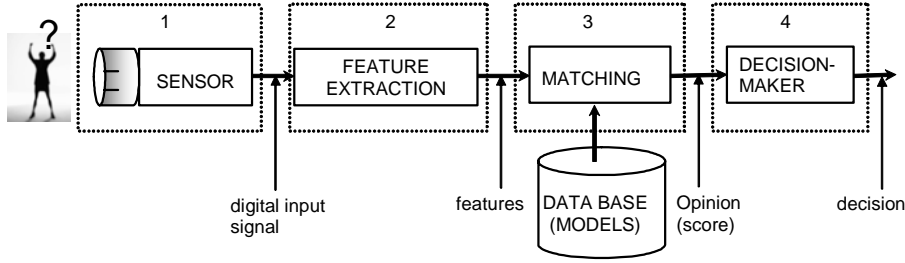 1
2
3
4
?
SENSOR
FEATURE
EXTRACTION
MATCHING
DECISION-
MAKER
digital input
signal
features
DATA BASE
(MODELS)
Opinion
(score)
decision